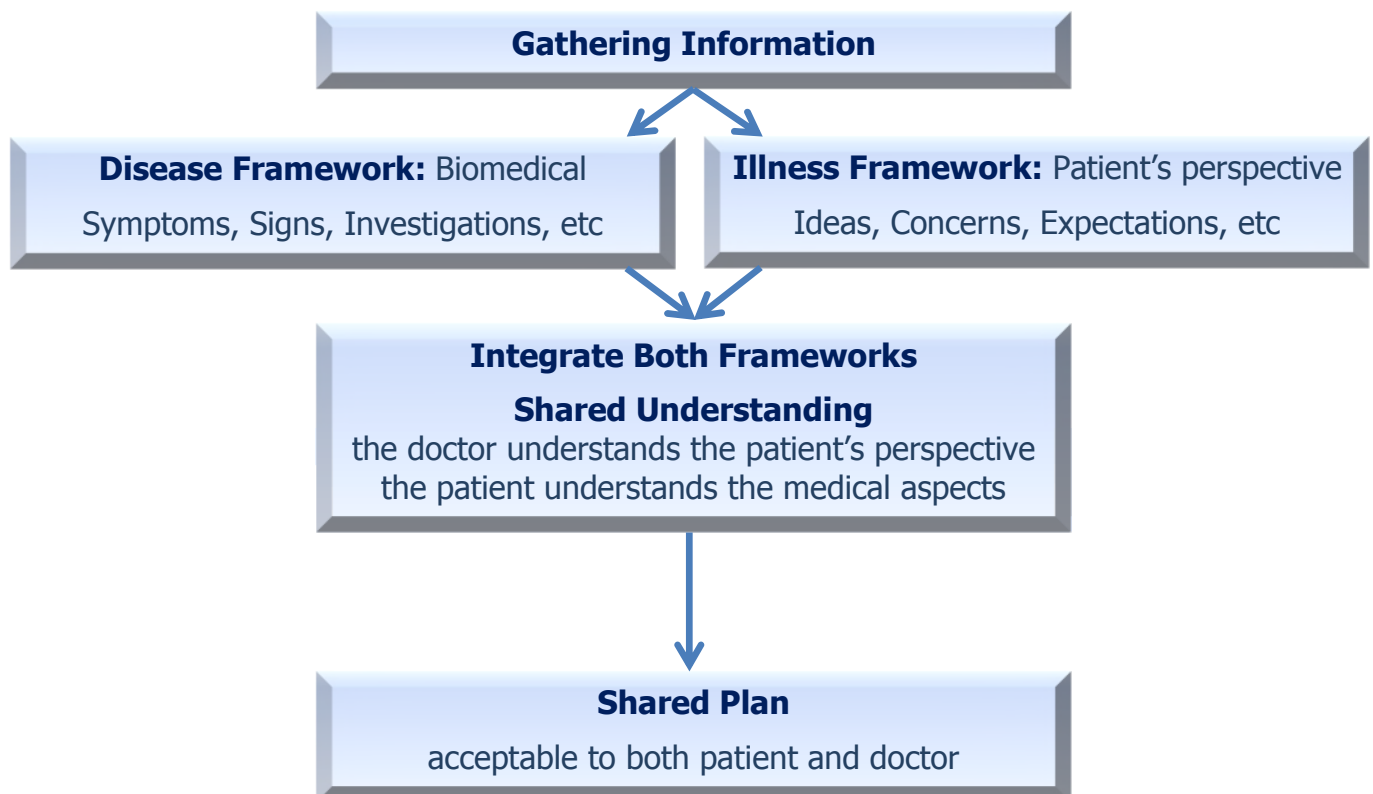 Gathering Information
Disease Framework: Biomedical
Symptoms, Signs, Investigations, etc
Illness Framework: Patient’s perspective
Ideas, Concerns, Expectations, etc
Integrate Both Frameworks
Shared Understanding
the doctor understands the patient’s perspective
the patient understands the medical aspects
Shared Plan
acceptable to both patient and doctor